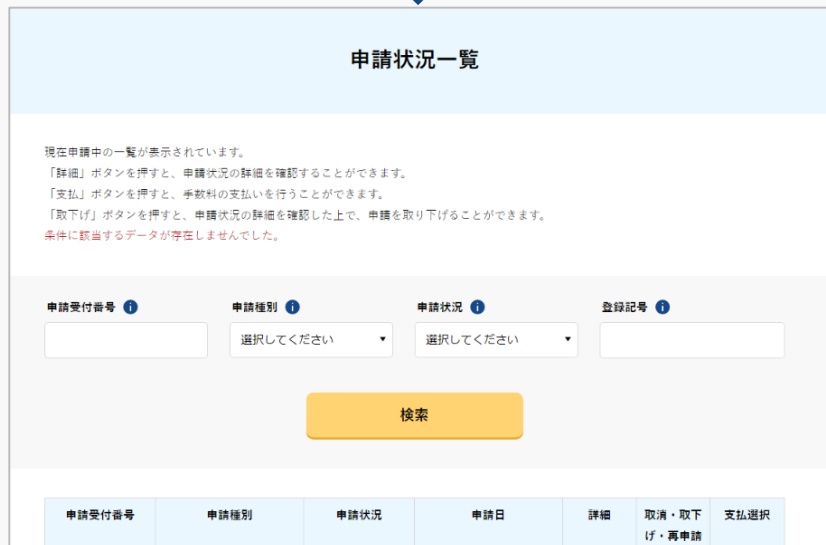 申請状況一覧
現在申請中の一覧が表示されています。
「詳細」ボタンを押すと、申請状況の詳細を確認することができます。
「支払」ボタンを押すと、手数料の支払いを行うことができます。
「取下げ」ボタンを押すと、申請状況の詳細を確認した上で、申請を取り下げることができます。
条件に該当するデータが存在しませんでした。
申請受付番号 i 申請種別 i 申請状況 i 登録記号 i
選択してください 選択してください
検索
申請受付番号 申請種別 申請状況 申請日 詳細 取消・取下 支払選択
げ・再申請